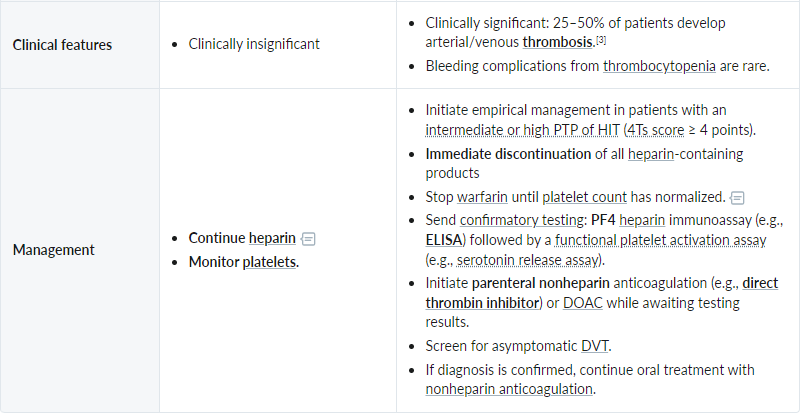 Clinical features
• Clinically insignificant
• Clinically significant: 25–50% of patients develop
arterial/venous thrombosis.[3]
• Bleeding complications from thrombocytopenia are rare.
Management
• Continue heparin
• Monitor platelets.
• Initiate empirical management in patients with an
intermediate or high PTP of HIT (4Ts score ≥ 4 points).
• Immediate discontinuation of all heparin-containing
products
• Stop warfarin until platelet count has normalized.
• Send confirmatory testing: PF4 heparin immunoassay (e.g.,
ELISA) followed by a functional platelet activation assay
(e.g., serotonin release assay).
• Initiate parenteral nonheparin anticoagulation (e.g., direct
thrombin inhibitor) or DOAC while awaiting testing
results.
• Screen for asymptomatic DVT.
• If diagnosis is confirmed, continue oral treatment with
nonheparin anticoagulation.